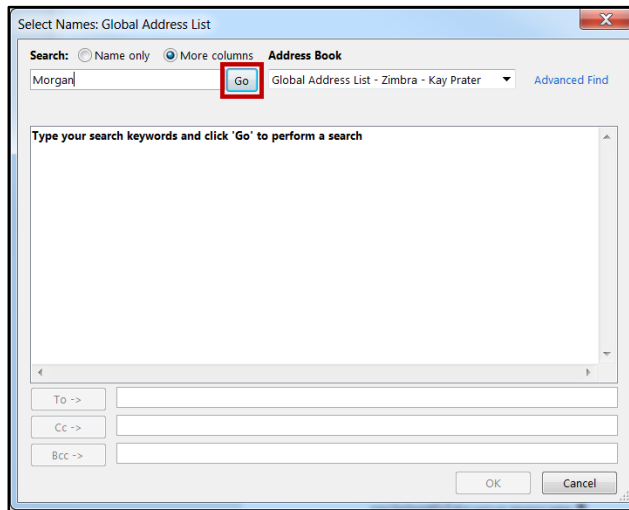 Select Names: Global Address List
Search: Name only More columns Address Book
Morgan Go Global Address List - Zimbra - Kay Prater Advanced Find
Type your search keywords and click 'Go' to perform a search
To ->
Cc ->
Bcc ->
OK Cancel